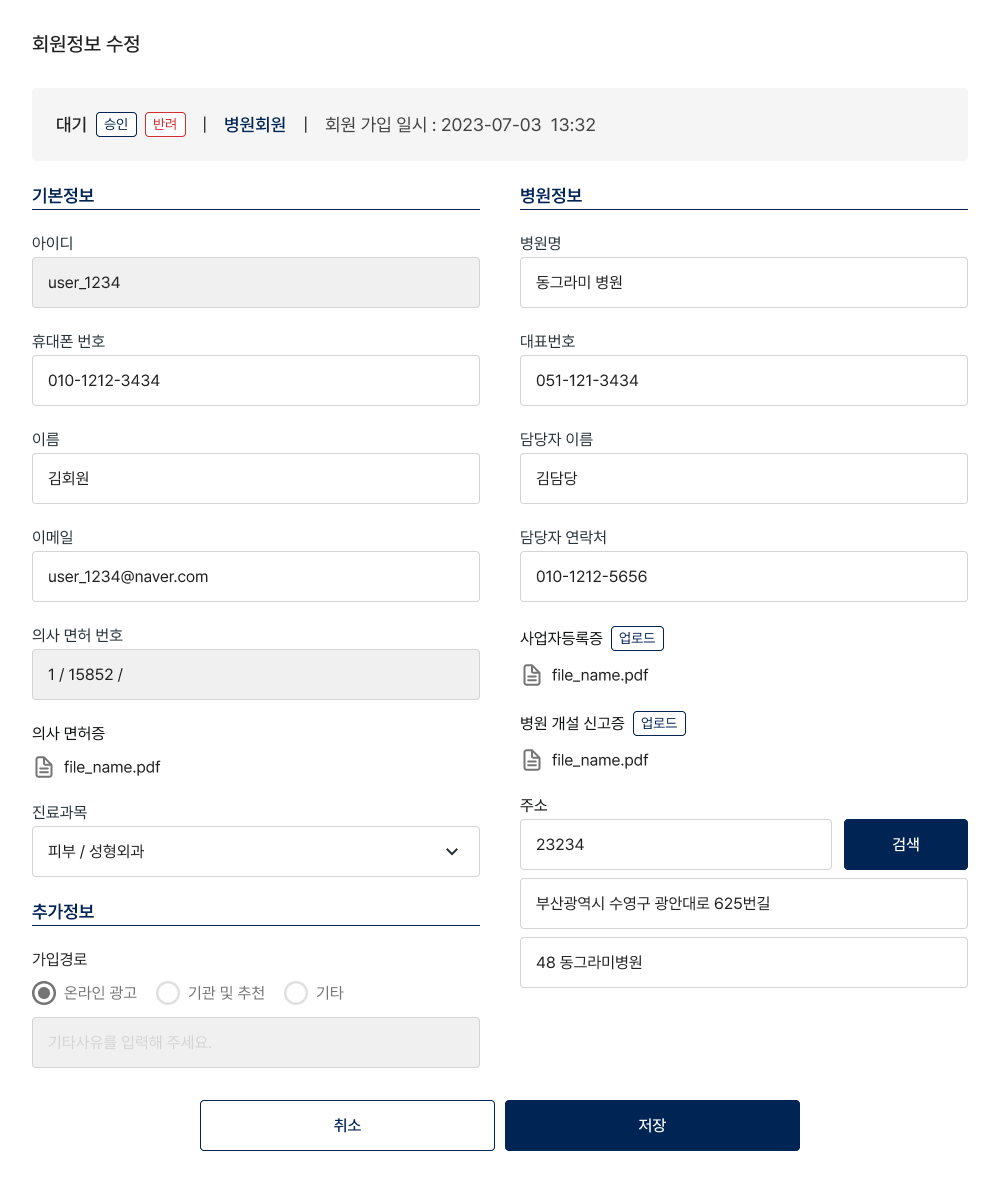 회원정보 수정
대기 승인 반려 | 병원회원 | 회원 가입 일시 : 2023-07-03 13:32
기본정보
아이디
user_1234
휴대폰 번호
010-1212-3434
이름
김회원
이메일
user_1234@naver.com
의사 면허 번호
1 / 15852 /
의사 면허증
file_name.pdf
진료과목
피부 / 성형외과
추가정보
가입경로
온라인 광고 기관 및 추천 기타
기타사유를 입력해 주세요.
병원정보
병원명
동그라미 병원
대표번호
051-121-3434
담당자 이름
김담당
담당자 연락처
010-1212-5656
사업자등록증 업로드
file_name.pdf
병원 개설 신고증 업로드
file_name.pdf
주소
23234 검색
부산광역시 수영구 광안대로 625번길
48 동그라미병원
취소 저장